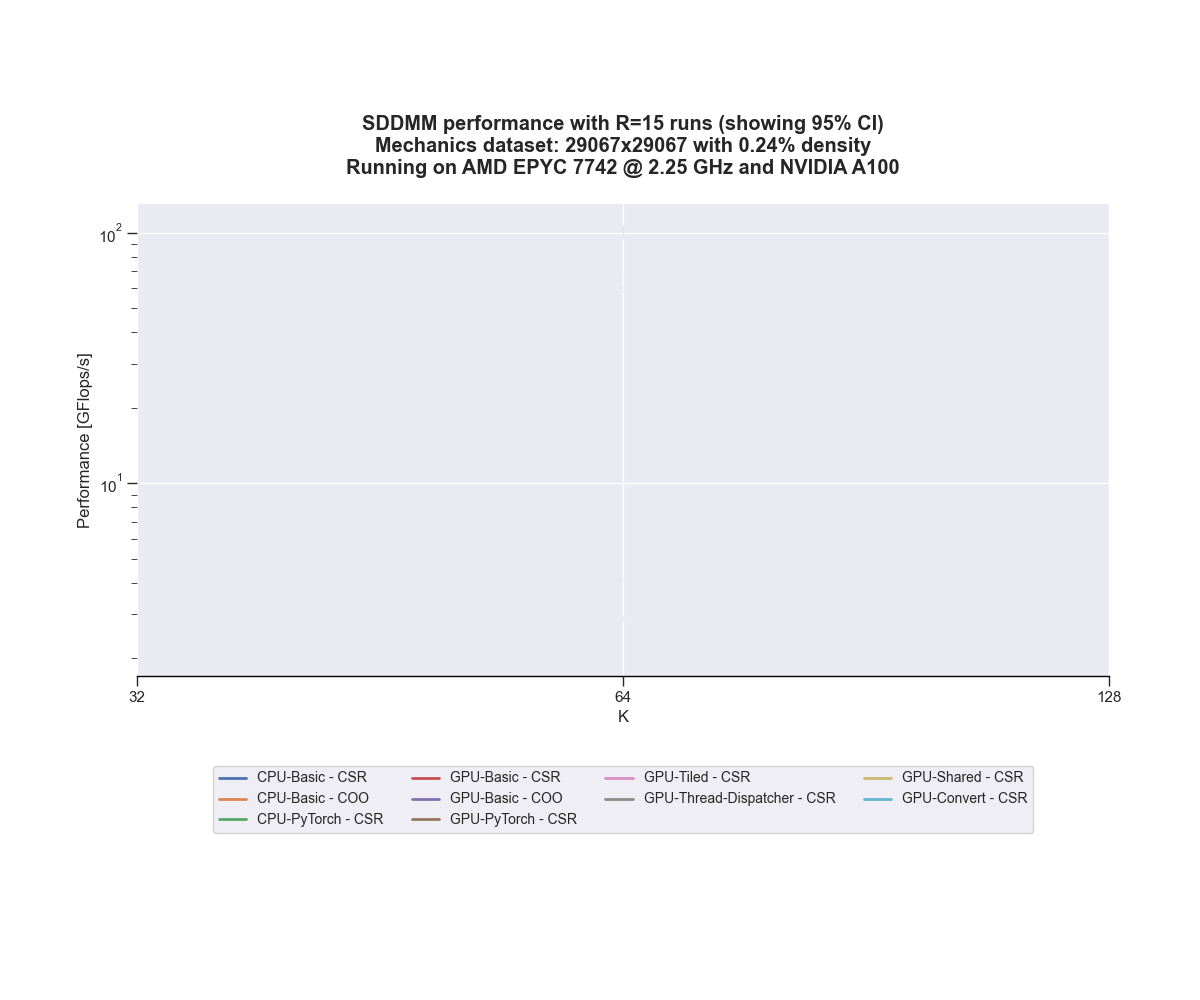 SDDMM performance with R=15 runs (showing 95% CI)
Mechanics dataset: 29067x29067 with 0.24% density
Running on AMD EPYC 7742 @ 2.25 GHz and NVIDIA A100
10²
10¹
Performance [GFlops/s]
32 64 128
K
CPU-Basic - CSR GPU-Basic - CSR GPU-Tiled - CSR GPU-Shared - CSR
CPU-Basic - COO GPU-Basic - COO GPU-Thread-Dispatcher - CSR GPU-Convert - CSR
CPU-PyTorch - CSR GPU-PyTorch - CSR